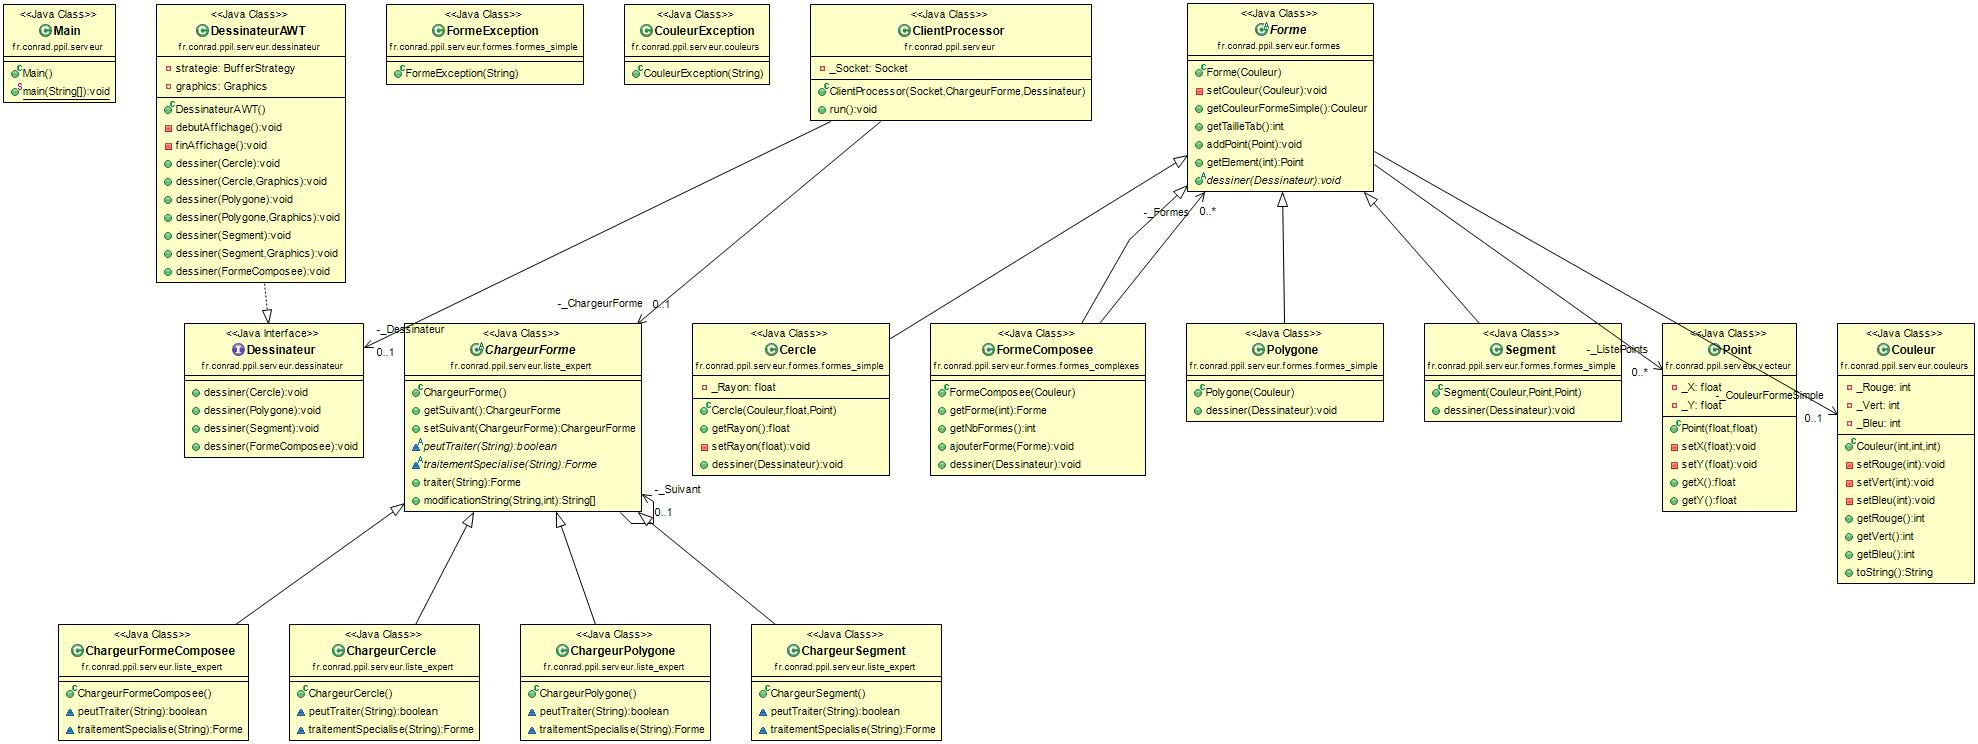 <<Java Class>>
Main
fr.conrad.ppil.serveur
Main()
main(String[]):void
<<Java Class>>
DessinateurAWT
fr.conrad.ppil.serveur.dessinateur
strategie: BufferStrategy
graphics: Graphics
DessinateurAWT()
debutAffichage():void
finAffichage():void
dessiner(Cercle):void
dessiner(Cercle,Graphics):void
dessiner(Polygone):void
dessiner(Polygone,Graphics):void
dessiner(Segment):void
dessiner(Segment,Graphics):void
dessiner(FormeComposee):void
<<Java Class>>
FormeException
fr.conrad.ppil.serveur.formes.formes_simple
FormeException(String)
<<Java Class>>
CouleurException
fr.conrad.ppil.serveur.couleurs
CouleurException(String)
<<Java Class>>
ClientProcessor
fr.conrad.ppil.serveur
_Socket: Socket
ClientProcessor(Socket,ChargeurForme,Dessinateur)
run():void
<<Java Class>>
Forme
fr.conrad.ppil.serveur.formes
Forme(Couleur)
setCouleur(Couleur):void
getCouleurFormeSimple():Couleur
getTailleTab():int
addPoint(Point):void
getElement(int):Point
dessiner(Dessinateur):void
-_Formes
0..*
-_ChargeurForme
0..1
-_Dessinateur
0..1
<<Java Interface>>
Dessinateur
fr.conrad.ppil.serveur.dessinateur
dessiner(Cercle):void
dessiner(Polygone):void
dessiner(Segment):void
dessiner(FormeComposee):void
<<Java Class>>
ChargeurForme
fr.conrad.ppil.serveur.liste_expert
ChargeurForme()
getSuivant():ChargeurForme
setSuivant(ChargeurForme):ChargeurForme
peutTraiter(String):boolean
traitementSpecialise(String):Forme
traiter(String):Forme
modificationString(String,int):String[]
-_Suivant
0..1
<<Java Class>>
Cercle
fr.conrad.ppil.serveur.formes.formes_simple
_Rayon: float
Cercle(Couleur,float,Point)
getRayon():float
setRayon(float):void
dessiner(Dessinateur):void
<<Java Class>>
FormeComposee
fr.conrad.ppil.serveur.formes.formes_complexes
FormeComposee(Couleur)
getForme(int):Forme
getNbFormes():int
ajouterForme(Forme):void
dessiner(Dessinateur):void
<<Java Class>>
Polygone
fr.conrad.ppil.serveur.formes.formes_simple
Polygone(Couleur)
dessiner(Dessinateur):void
<<Java Class>>
Segment
fr.conrad.ppil.serveur.formes.formes_simple
Segment(Couleur,Point,Point)
dessiner(Dessinateur):void
-_ListePoints
0..*
<<Java Class>>
Point
fr.conrad.ppil.serveur.vecteur
_X: float
_Y: float
Point(float,float)
setX(float):void
setY(float):void
getX():float
getY():float
-_CouleurFormeSimple
0..1
<<Java Class>>
Couleur
fr.conrad.ppil.serveur.couleurs
_Rouge: int
_Vert: int
_Bleu: int
Couleur(int,int,int)
setRouge(int):void
setVert(int):void
setBleu(int):void
getRouge():int
getVert():int
getBleu():int
toString():String
<<Java Class>>
ChargeurFormeComposee
fr.conrad.ppil.serveur.liste_expert
ChargeurFormeComposee()
peutTraiter(String):boolean
traitementSpecialise(String):Forme
<<Java Class>>
ChargeurCercle
fr.conrad.ppil.serveur.liste_expert
ChargeurCercle()
peutTraiter(String):boolean
traitementSpecialise(String):Forme
<<Java Class>>
ChargeurPolygone
fr.conrad.ppil.serveur.liste_expert
ChargeurPolygone()
peutTraiter(String):boolean
traitementSpecialise(String):Forme
<<Java Class>>
ChargeurSegment
fr.conrad.ppil.serveur.liste_expert
ChargeurSegment()
peutTraiter(String):boolean
traitementSpecialise(String):Forme